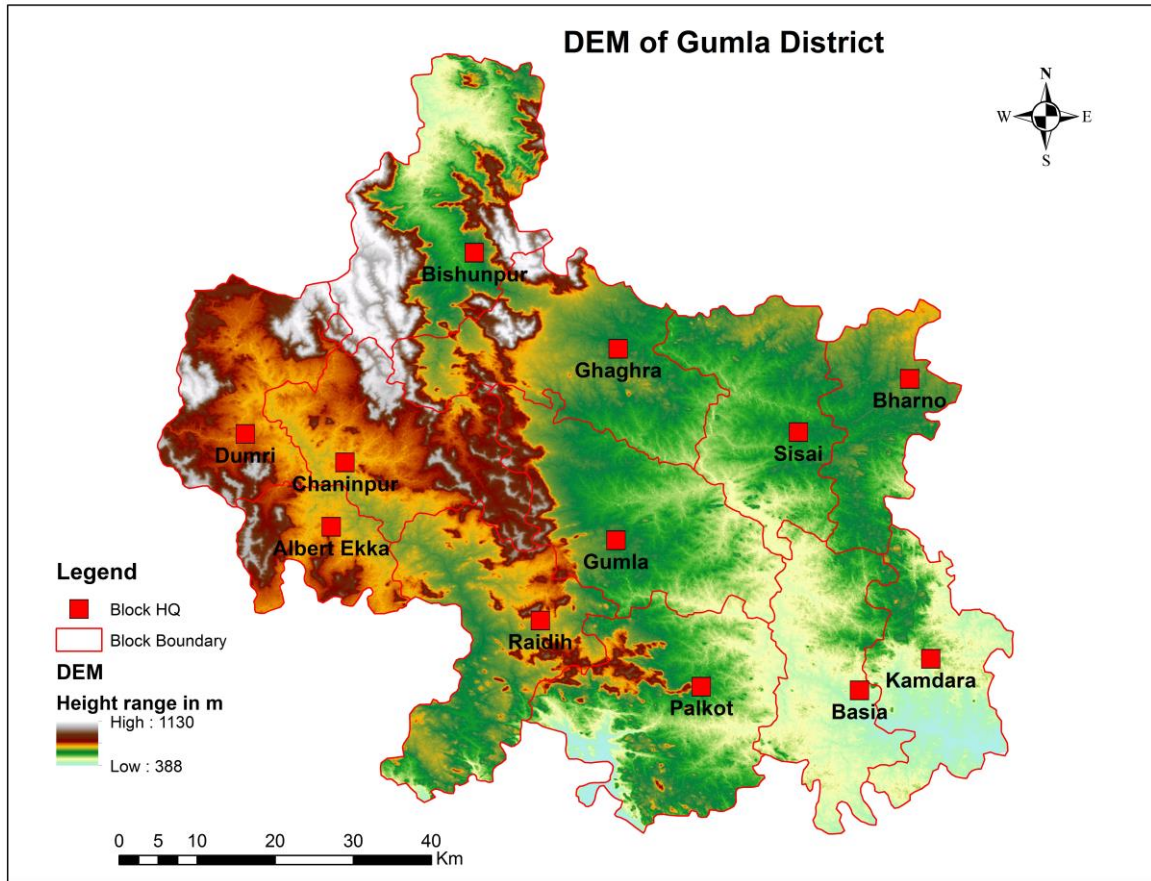 DEM of Gumla District
N
W E
S
Bishunpur
Ghaghra
Bharno
Sisai
Dumri
Chaninpur
Albert Ekka
Gumla
Raidih
Kamdara
Palkot
Basia
Legend
Block HQ
Block Boundary
DEM
Height range in m
High : 1130
Low : 388
0 5 10 20 30 40
Km